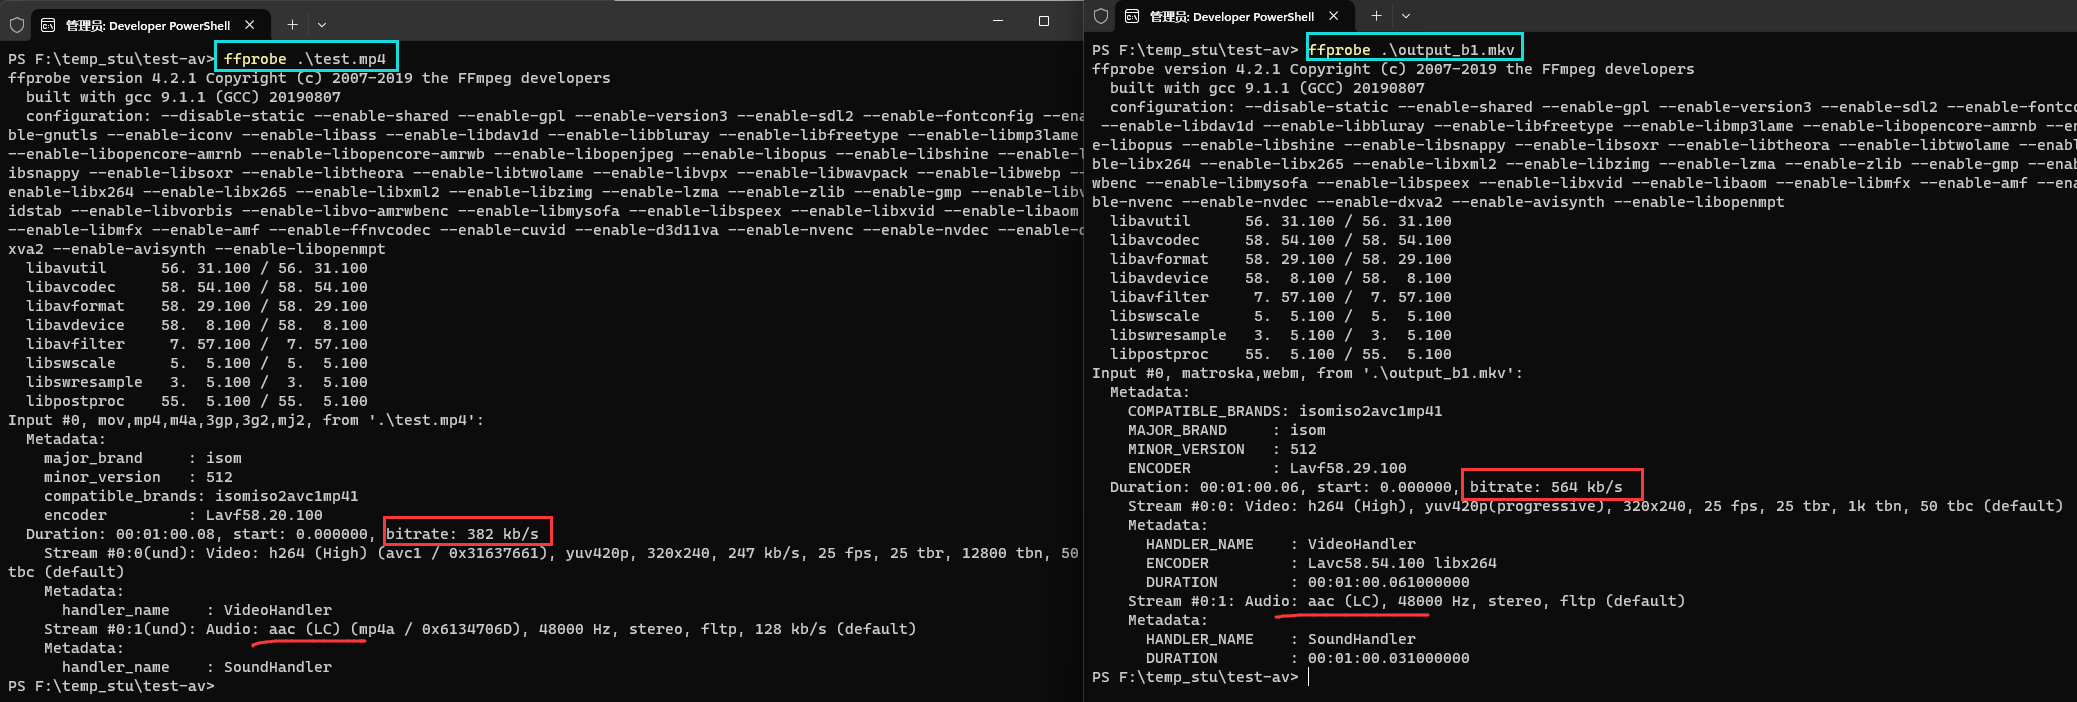 管理员: Developer PowerShell
PS F:\temp_stu\test-av> ffprobe .\test.mp4
ffprobe version 4.2.1 Copyright (c) 2007-2019 the FFmpeg developers
  built with gcc 9.1.1 (GCC) 20190807
  configuration: --disable-static --enable-shared --enable-gpl --enable-version3 --enable-sdl2 --enable-fontconfig --ena
ble-gnutls --enable-iconv --enable-libass --enable-libdav1d --enable-libbluray --enable-libfreetype --enable-libmp3lame
--enable-libopencore-amrnb --enable-libopencore-amrwb --enable-libopenjpeg --enable-libopus --enable-libshine --enable-l
ibsnappy --enable-libsoxr --enable-libtheora --enable-libtwolame --enable-libvpx --enable-libwavpack --enable-libwebp --
enable-libx264 --enable-libx265 --enable-libxml2 --enable-libzimg --enable-lzma --enable-zlib --enable-gmp --enable-libv
idstab --enable-libvorbis --enable-libvo-amrwbenc --enable-libmysofa --enable-libspeex --enable-libxvid --enable-libaom
--enable-libmfx --enable-amf --enable-ffnvcodec --enable-cuvid --enable-d3d11va --enable-nvenc --enable-nvdec --enable-d
xva2 --enable-avisynth --enable-libopenmpt
  libavutil      56. 31.100 / 56. 31.100
  libavcodec     58. 54.100 / 58. 54.100
  libavformat    58. 29.100 / 58. 29.100
  libavdevice    58.  8.100 / 58.  8.100
  libavfilter     7. 57.100 /  7. 57.100
  libswscale      5.  5.100 /  5.  5.100
  libswresample   3.  5.100 /  3.  5.100
  libpostproc    55.  5.100 / 55.  5.100
Input #0, mov,mp4,m4a,3gp,3g2,mj2, from '.\test.mp4':
  Metadata:
    major_brand     : isom
    minor_version   : 512
    compatible_brands: isomiso2avc1mp41
    encoder         : Lavf58.20.100
  Duration: 00:01:00.08, start: 0.000000, bitrate: 382 kb/s
    Stream #0:0(und): Video: h264 (High) (avc1 / 0x31637661), yuv420p, 320x240, 247 kb/s, 25 fps, 25 tbr, 12800 tbn, 50
tbc (default)
    Metadata:
      handler_name    : VideoHandler
    Stream #0:1(und): Audio: aac (LC) (mp4a / 0x6134706D), 48000 Hz, stereo, fltp, 128 kb/s (default)
    Metadata:
      handler_name    : SoundHandler
PS F:\temp_stu\test-av>
管理员: Developer PowerShell
PS F:\temp_stu\test-av> ffprobe .\output_b1.mkv
ffprobe version 4.2.1 Copyright (c) 2007-2019 the FFmpeg developers
  built with gcc 9.1.1 (GCC) 20190807
  configuration: --disable-static --enable-shared --enable-gpl --enable-version3 --enable-sdl2 --enable-fontc
 --enable-libdav1d --enable-libbluray --enable-libfreetype --enable-libmp3lame --enable-libopencore-amrnb --en
e-libopus --enable-libshine --enable-libsnappy --enable-libsoxr --enable-libtheora --enable-libtwolame --enabl
ble-libx264 --enable-libx265 --enable-libxml2 --enable-libzimg --enable-lzma --enable-zlib --enable-gmp --enab
wbenc --enable-libmysofa --enable-libspeex --enable-libxvid --enable-libaom --enable-libmfx --enable-amf --ena
ble-nvenc --enable-nvdec --enable-dxva2 --enable-avisynth --enable-libopenmpt
  libavutil      56. 31.100 / 56. 31.100
  libavcodec     58. 54.100 / 58. 54.100
  libavformat    58. 29.100 / 58. 29.100
  libavdevice    58.  8.100 / 58.  8.100
  libavfilter     7. 57.100 /  7. 57.100
  libswscale      5.  5.100 /  5.  5.100
  libswresample   3.  5.100 /  3.  5.100
  libpostproc    55.  5.100 / 55.  5.100
Input #0, matroska,webm, from '.\output_b1.mkv':
  Metadata:
    COMPATIBLE_BRANDS: isomiso2avc1mp41
    MAJOR_BRAND     : isom
    MINOR_VERSION   : 512
    ENCODER         : Lavf58.29.100
  Duration: 00:01:00.06, start: 0.000000, bitrate: 564 kb/s
    Stream #0:0: Video: h264 (High), yuv420p(progressive), 320x240, 25 fps, 25 tbr, 1k tbn, 50 tbc (default)
    Metadata:
      HANDLER_NAME    : VideoHandler
      ENCODER         : Lavc58.54.100 libx264
      DURATION        : 00:01:00.061000000
    Stream #0:1: Audio: aac (LC), 48000 Hz, stereo, fltp (default)
    Metadata:
      HANDLER_NAME    : SoundHandler
      DURATION        : 00:01:00.031000000
PS F:\temp_stu\test-av>